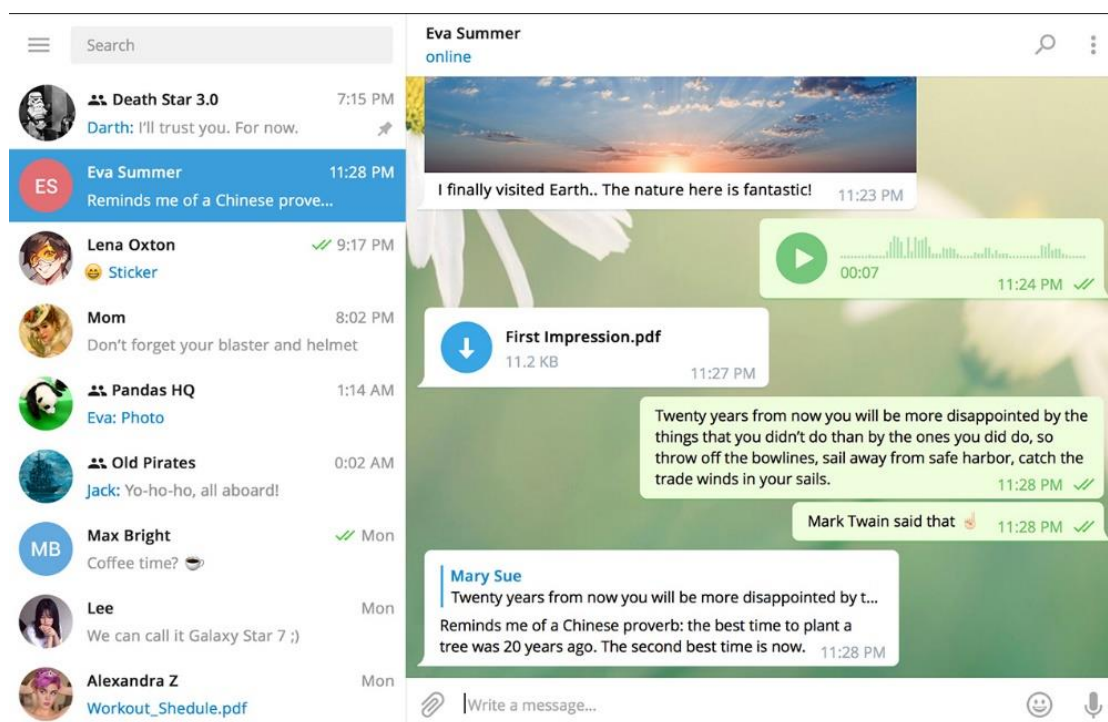 Search
Death Star 3.0 7:15 PM
Darth: I'll trust you. For now.
ES
Eva Summer 11:28 PM
Reminds me of a Chinese prove...
Lena Oxton 9:17 PM
😀 Sticker
Mom 8:02 PM
Don't forget your blaster and helmet
Pandas HQ 1:14 AM
Eva: Photo
Old Pirates 0:02 AM
Jack: Yo-ho-ho, all aboard!
MB
Max Bright Mon
Coffee time? ☕
Lee Mon
We can call it Galaxy Star 7 ;)
Alexandra Z Mon
Workout_Shedule.pdf
Eva Summer
online
I finally visited Earth.. The nature here is fantastic! 11:23 PM
00:07
11:24 PM
First Impression.pdf
11.2 KB
11:27 PM
Twenty years from now you will be more disappointed by the
things that you didn't do than by the ones you did do, so
throw off the bowlines, sail away from safe harbor, catch the
trade winds in your sails.
11:28 PM
Mark Twain said that ☝🏻 11:28 PM
Mary Sue
Twenty years from now you will be more disappointed by t...
Reminds me of a Chinese proverb: the best time to plant a
tree was 20 years ago. The second best time is now. 11:28 PM
Write a message...